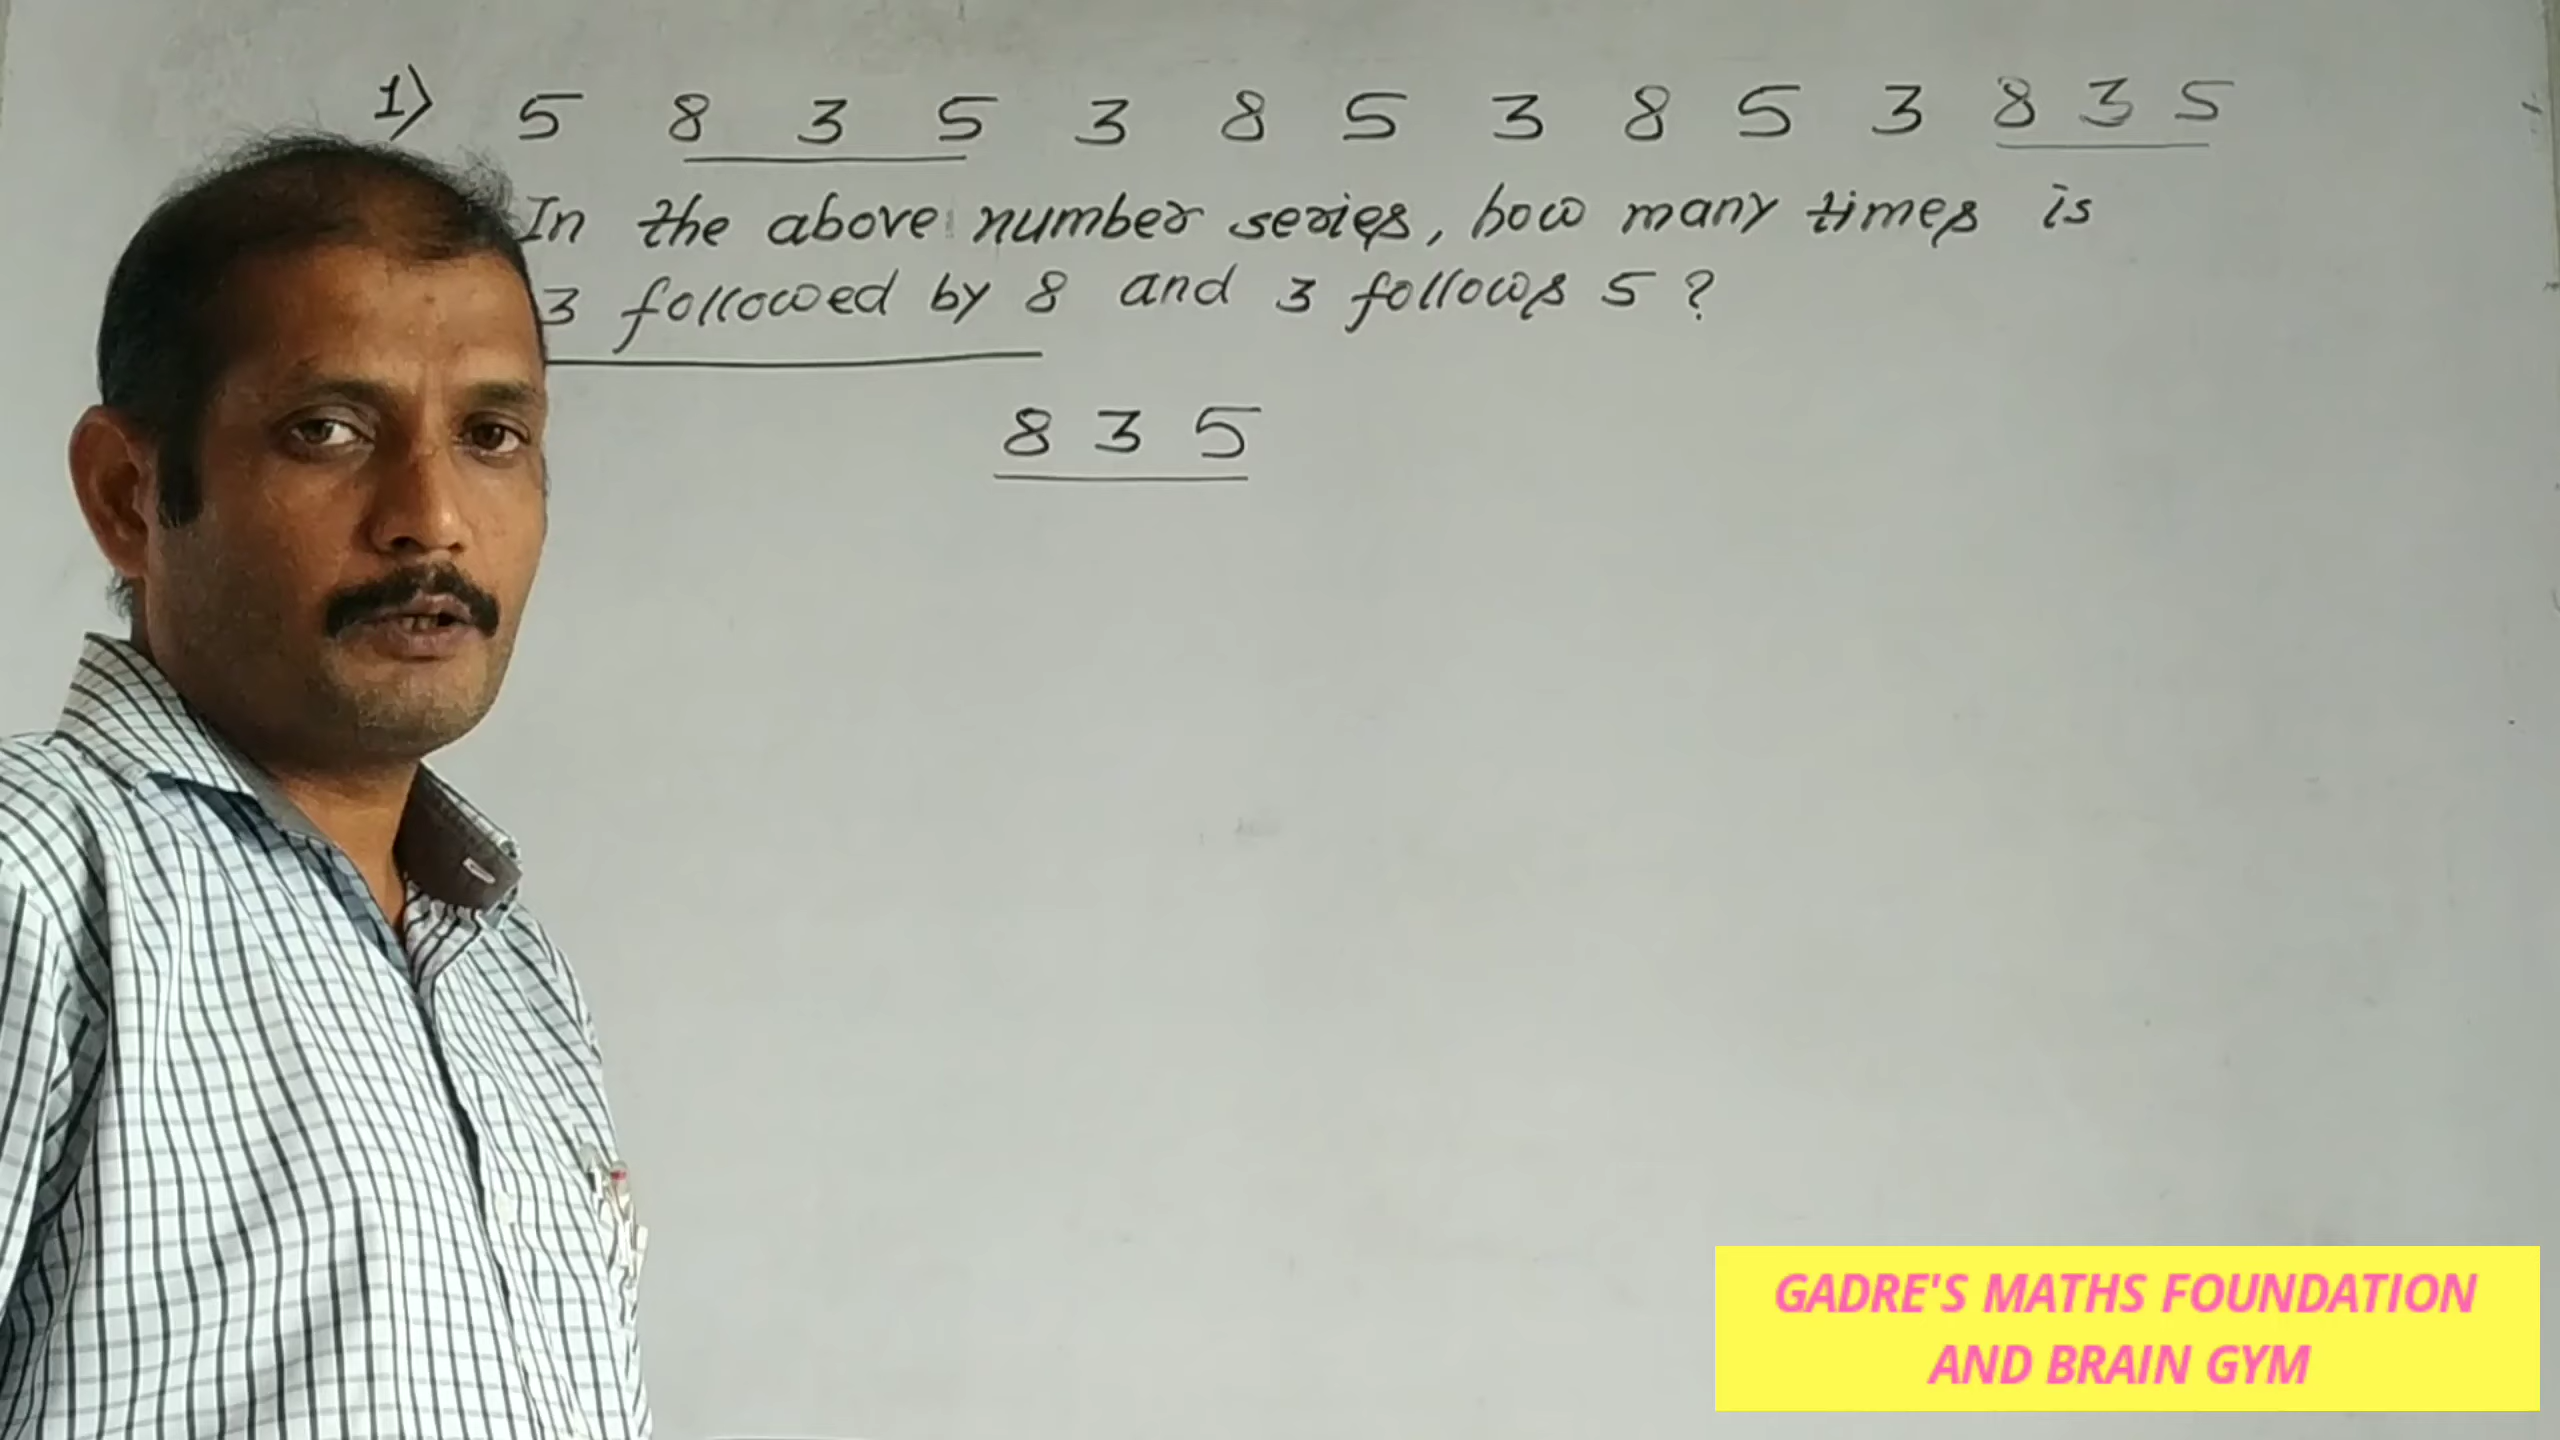 1) 5 8 3 5 3 8 5 3 8 5 3 8 3 5
In the above number series, how many times is
3 followed by 8 and 3 follows 5 ?
8 3 5
GADRE'S MATHS FOUNDATION
AND BRAIN GYM